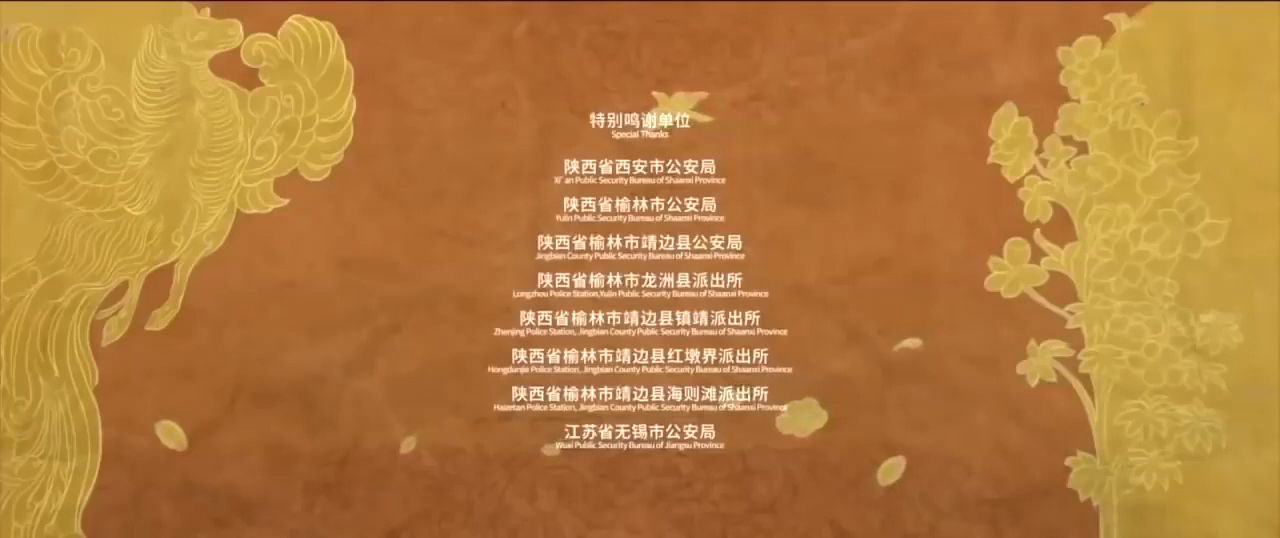 特别鸣谢单位
Special Thanks
陕西省西安市公安局
Xi' an Public Security Bureau of Shaanxi Province
陕西省榆林市公安局
Yulin Public Security Bureau of Shaanxi Province
陕西省榆林市靖边县公安局
Jingbian County Public Security Bureau of Shaanxi Province
陕西省榆林市龙洲县派出所
Longzhou Police Station,Yulin Public Security Bureau of Shaanxi Province
陕西省榆林市靖边县镇靖派出所
Zhenjing Police Station, Jingbian County Public Security Bureau of Shaanxi Province
陕西省榆林市靖边县红墩界派出所
Hongdunjie Police Station, Jingbian County Public Security Bureau of Shaanxi Province
陕西省榆林市靖边县海则滩派出所
Haizetan Police Station, Jingbian County Public Security Bureau of Shaanxi Province
江苏省无锡市公安局
Wuxi Public Security Bureau of Jiangsu Province